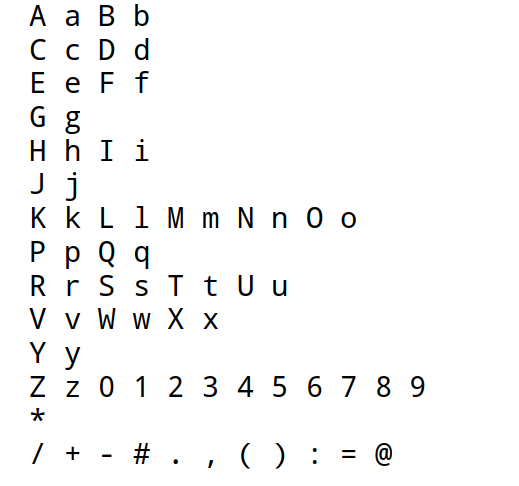 A a B b
C c D d
E e F f
G g
H h I i
J j
K k L l M m N n O o
P p Q q
R r S s T t U u
V v W w X x
Y y
Z z 0 1 2 3 4 5 6 7 8 9
*
/ + - # . , ( ) : = @